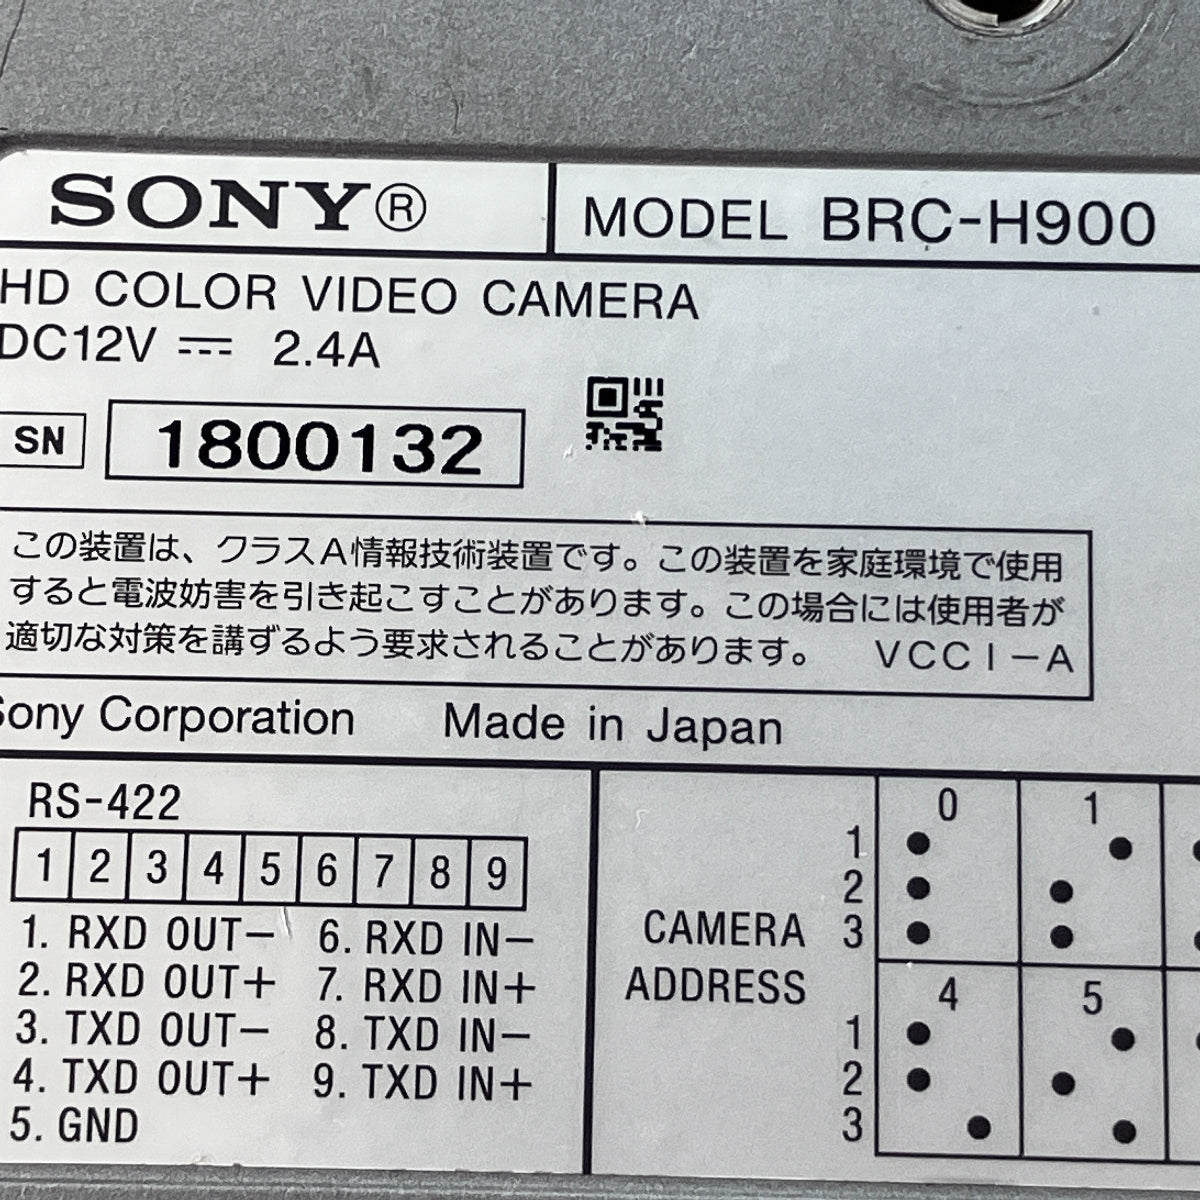 SONY®
MODEL BRC-H900
HD COLOR VIDEO CAMERA
DC12V ⎓ 2.4A
SN 1800132
この装置は、クラスA情報技術装置です。この装置を家庭環境で使用
すると電波妨害を引き起こすことがあります。この場合には使用者が
適切な対策を講ずるよう要求されることがあります。 VCCI-A
Sony Corporation Made in Japan
RS-422
1 2 3 4 5 6 7 8 9
1. RXD OUT- 6. RXD IN-
2. RXD OUT+ 7. RXD IN+
3. TXD OUT- 8. TXD IN-
4. TXD OUT+ 9. TXD IN+
5. GND
CAMERA
ADDRESS
0 1
1
2
3
4 5
1
2
3